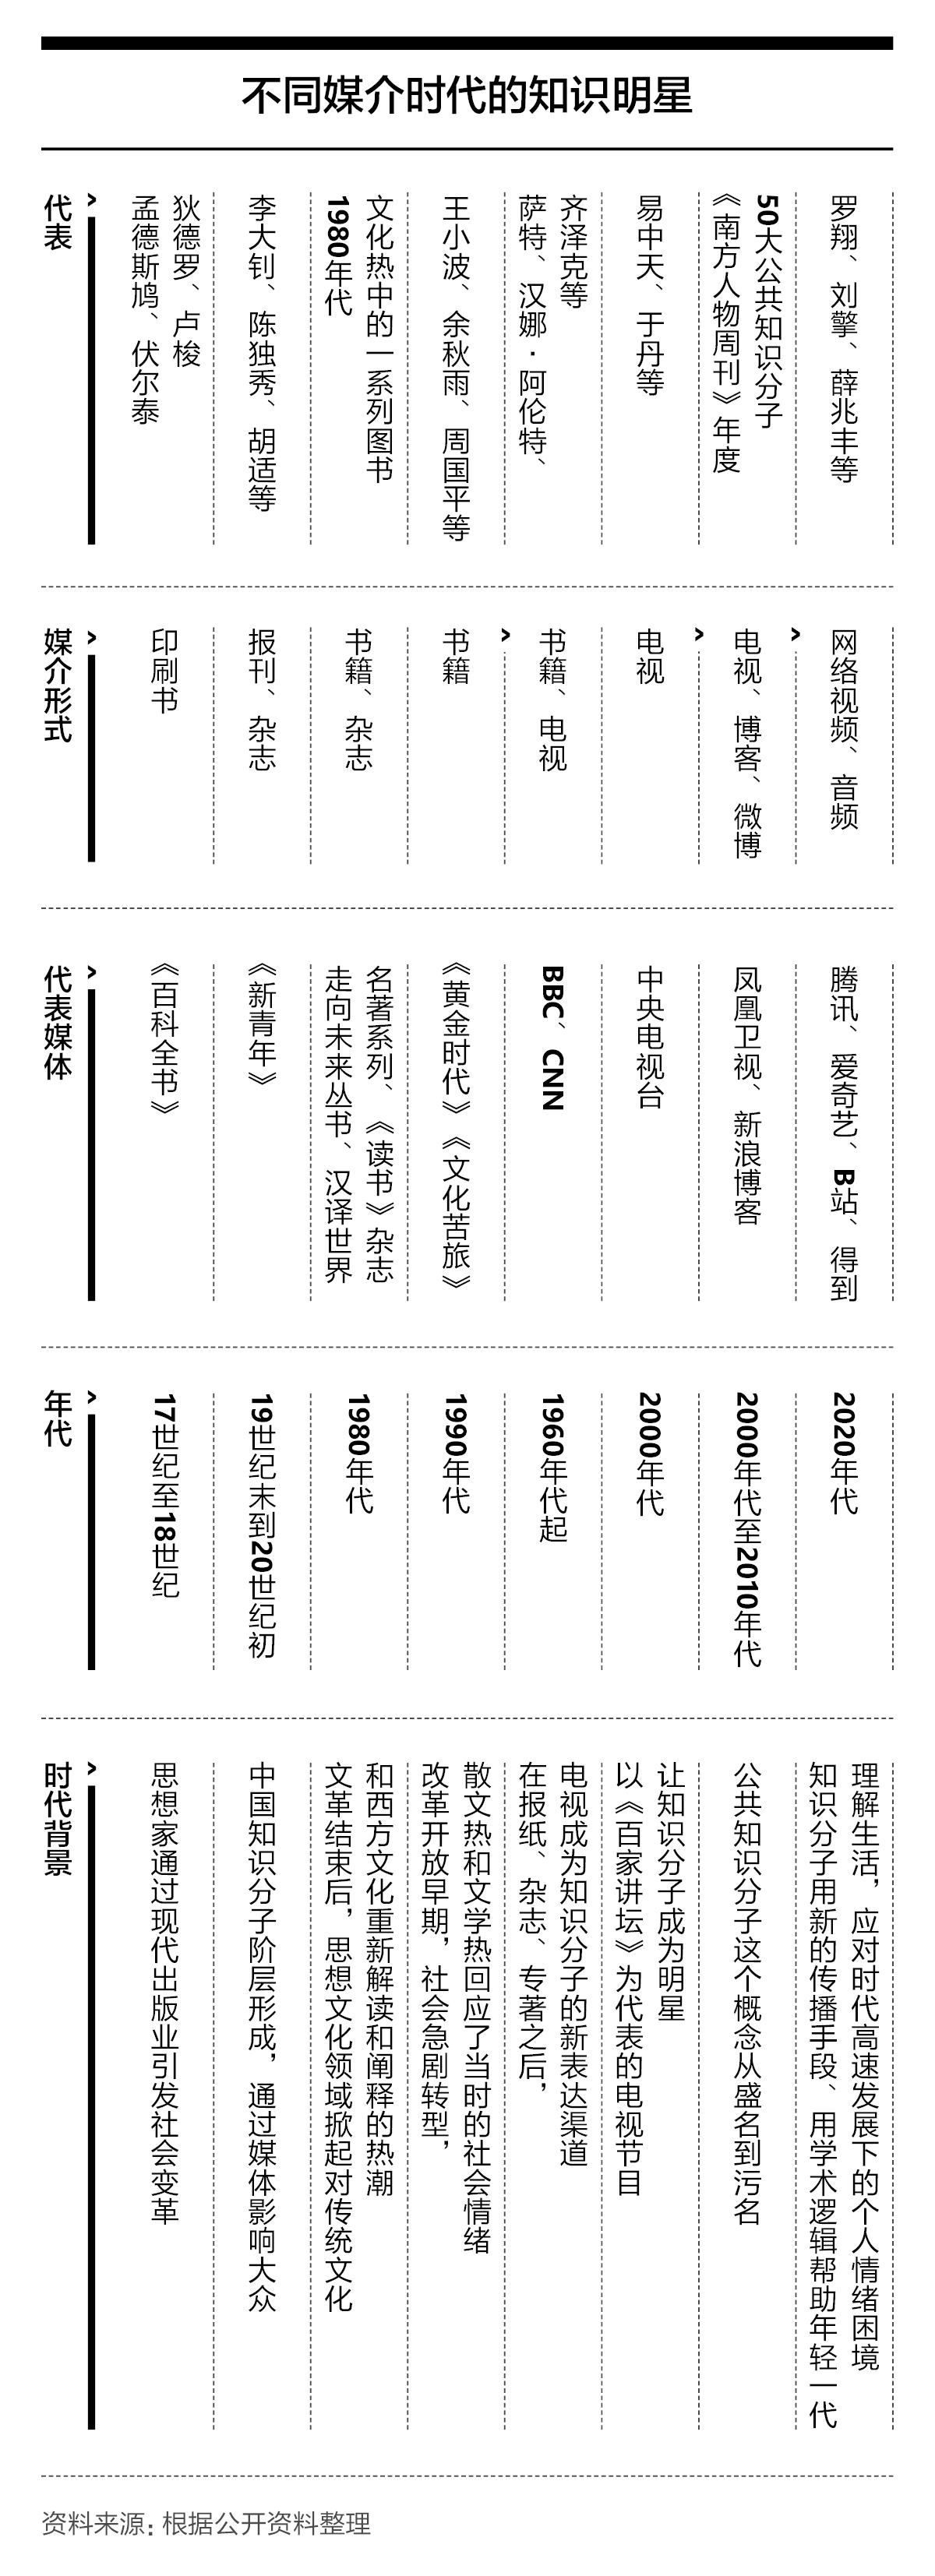 不同媒介时代的知识明星
代表
孟德斯鸠、伏尔泰
狄德罗、卢梭
李大钊、陈独秀、胡适等
1980年代
文化热中的一系列图书
王小波、余秋雨、周国平等
萨特、汉娜·阿伦特、
齐泽克等
易中天、于丹等
《南方人物周刊》年度
50大公共知识分子
罗翔、刘擎、薛兆丰等
媒介形式
印刷书
报刊、杂志
书籍、杂志
书籍
书籍、电视
电视
电视、博客、微博
网络视频、音频
代表媒体
《百科全书》
《新青年》
走向未来丛书、汉译世界
名著系列、《读书》杂志
《黄金时代》《文化苦旅》
BBC、CNN
中央电视台
凤凰卫视、新浪博客
腾讯、爱奇艺、B站、得到
年代
17世纪至18世纪
19世纪末到20世纪初
1980年代
1990年代
1960年代起
2000年代
2000年代至2010年代
2020年代
时代背景
思想家通过现代出版业引发社会变革
中国知识分子阶层形成，通过媒体影响大众
文革结束后，思想文化领域掀起对传统文化
和西方文化重新解读和阐释的热潮
改革开放早期，社会急剧转型，
散文热和文学热回应了当时的社会情绪
在报纸、杂志、专著之后，
电视成为知识分子的新表达渠道
以《百家讲坛》为代表的电视节目
让知识分子成为明星
公共知识分子这个概念从盛名到污名
知识分子用新的传播手段、用学术逻辑帮助年轻一代
理解生活，应对时代高速发展下的个人情绪困境
资料来源：根据公开资料整理